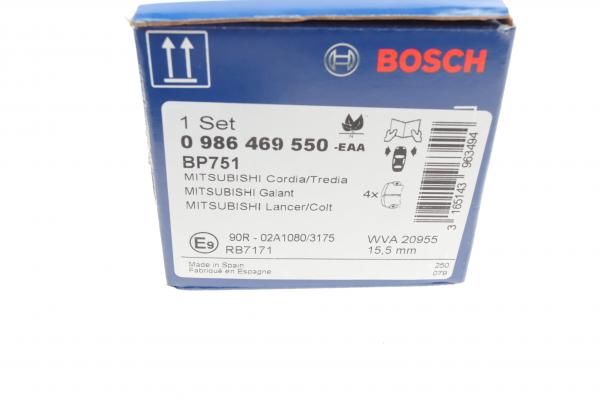 BOSCH
1 Set
0 986 469 550 -EAA
BP751
MITSUBISHI Cordia/Tredia
MITSUBISHI Galant
MITSUBISHI Lancer/Colt
4x
3 165143 963494
E9
90R - 02A1080/3175
RB7171
WVA 20955
15,5 mm
Made in Spain
Fabriqué en Espagne
250
079